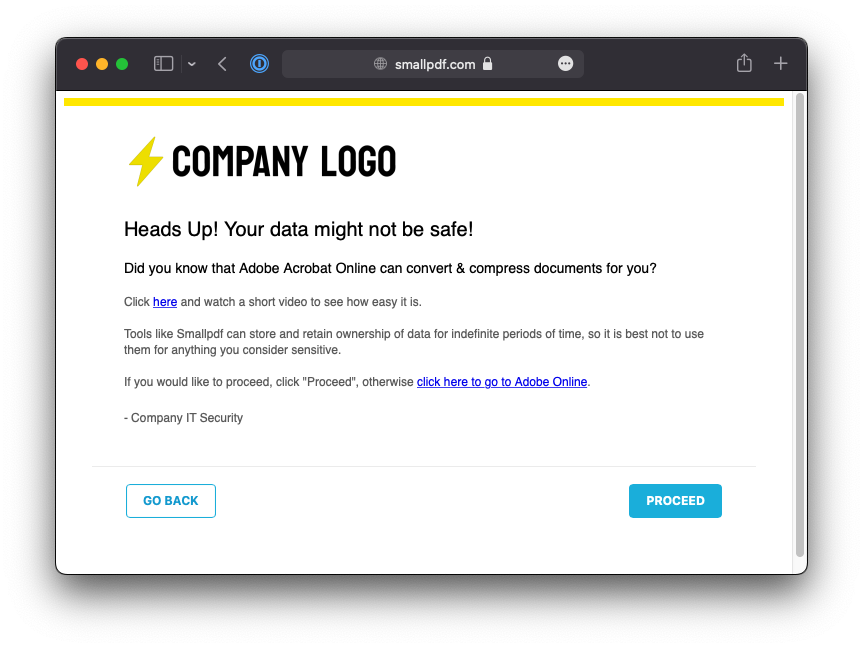 smallpdf.com
COMPANY LOGO
Heads Up! Your data might not be safe!
Did you know that Adobe Acrobat Online can convert & compress documents for you?
Click here and watch a short video to see how easy it is.
Tools like Smallpdf can store and retain ownership of data for indefinite periods of time, so it is best not to use
them for anything you consider sensitive.
If you would like to proceed, click "Proceed", otherwise click here to go to Adobe Online.
- Company IT Security
GO BACK
PROCEED